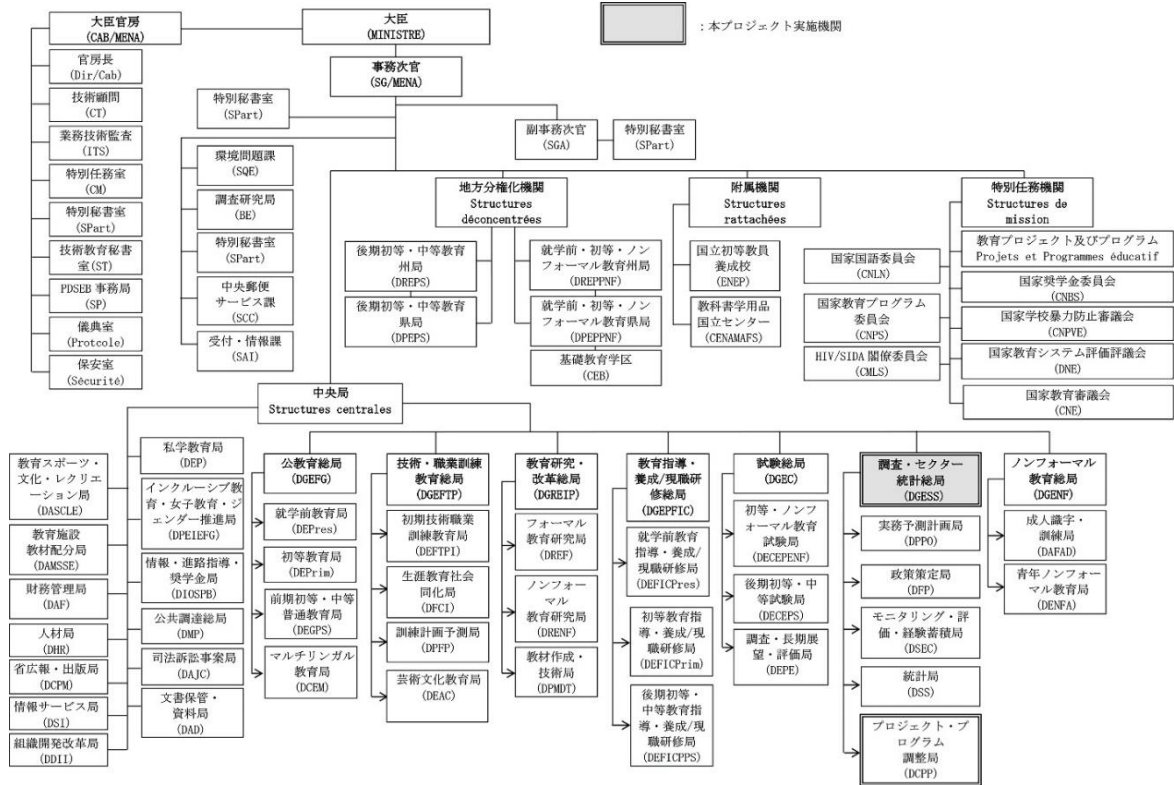 大臣官房
(CAB/MENA)
大臣
(MINISTRE)
:本プロジェクト実施機関
官房長
(Dir/Cab)
技術顧問
(CT)
業務技術監査
(ITS)
特別任務室
(CM)
特別秘書室
(SPart)
技術教育秘書
室(ST)
PDSEB 事務局
(SP)
儀典室
(Protcole)
保安室
(Sécurité)
事務次官
(SG/MENA)
特別秘書室
(SPart)
副事務次官
(SGA)
特別秘書室
(SPart)
環境問題課
(SQE)
調査研究局
(BE)
特別秘書室
(SPart)
中央郵便
サービス課
(SCC)
受付・情報課
(SAI)
地方分権化機関
Structures
déconcentrées
後期初等・中等教育
州局
(DREPS)
後期初等・中等教育
県局
(DPEPS)
就学前・初等・ノン
フォーマル教育州局
(DREPPNF)
就学前・初等・ノン
フォーマル教育県局
(DPEPPNF)
基礎教育学区
(CEB)
附属機関
Structures
rattachées
国立初等教員
養成校
(ENEP)
教科書学用品
国立センター
(CENAMAFS)
特別任務機関
Structures de
mission
国家国語委員会
(CNLN)
国家教育プログラム
委員会
(CNPS)
HIV/SIDA 閣僚委員会
(CMLS)
教育プロジェクト及びプログラム
Projets et Programmes éducatif
国家奨学金委員会
(CNBS)
国家学校暴力防止審議会
(CNPVE)
国家教育システム評価評議会
(DNE)
国家教育審議会
(CNE)
中央局
Structures centrales
教育スポーツ・
文化・レクリ
エーション局
(DASCLE)
教育施設
教材配分局
(DAMSSE)
財務管理局
(DAF)
人材局
(DHR)
省広報・出版局
(DCPM)
情報サービス局
(DSI)
組織開発改革局
(DDII)
私学教育局
(DEP)
インクルーシブ教
育・女子教育・ジ
ェンダー推進局
(DPEIEFG)
情報・進路指導・
奨学金局
(DIOSPB)
公共調達総局
(DMP)
司法訴訟事案局
(DAJC)
文書保管・
資料局
(DAD)
公教育総局
(DGEFG)
就学前教育局
(DEPres)
初等教育局
(DEPrim)
前期初等・中等
普通教育局
(DEGPS)
マルチリンガル
教育局
(DCEM)
技術・職業訓練
教育総局
(DGEFTP)
初期技術職業
訓練教育局
(DEFTPI)
生涯教育社会
同化局
(DFCI)
訓練計画予測局
(DPFP)
芸術文化教育局
(DEAC)
教育研究・
改革総局
(DGREIP)
フォーマル
教育研究局
(DREF)
ノンフォーマル
教育研究局
(DRENF)
教材作成・技術局
(DPMDT)
教育指導・
養成/現職
研修総局
(DGEPFIC)
就学前教育
指導・養成/
現職研修局
(DEFICPres)
初等教育指
導・養成/現
職研修局
(DEFICPrim)
後期初等・
中等教育指
導・養成/現
職研修局
(DEFICPPS)
試験総局
(DGEC)
初等・ノンフォ
ーマル教育
試験局
(DECEPENF)
後期初等・中
等試験局
(DECEPS)
調査・長期展
望・評価局
(DEPE)
調査・セクター
統計総局
(DGESS)
実務予測計画局
(DPPO)
政策策定局
(DFP)
モニタリング・評
価・経験蓄積局
(DSEC)
統計局
(DSS)
プロジェクト・プ
ログラム
調整局
(DCPP)
ノンフォーマル
教育総局
(DGENF)
成人識字・
訓練局
(DAFAD)
青年ノンフォー
マル教育局
(DENFA)